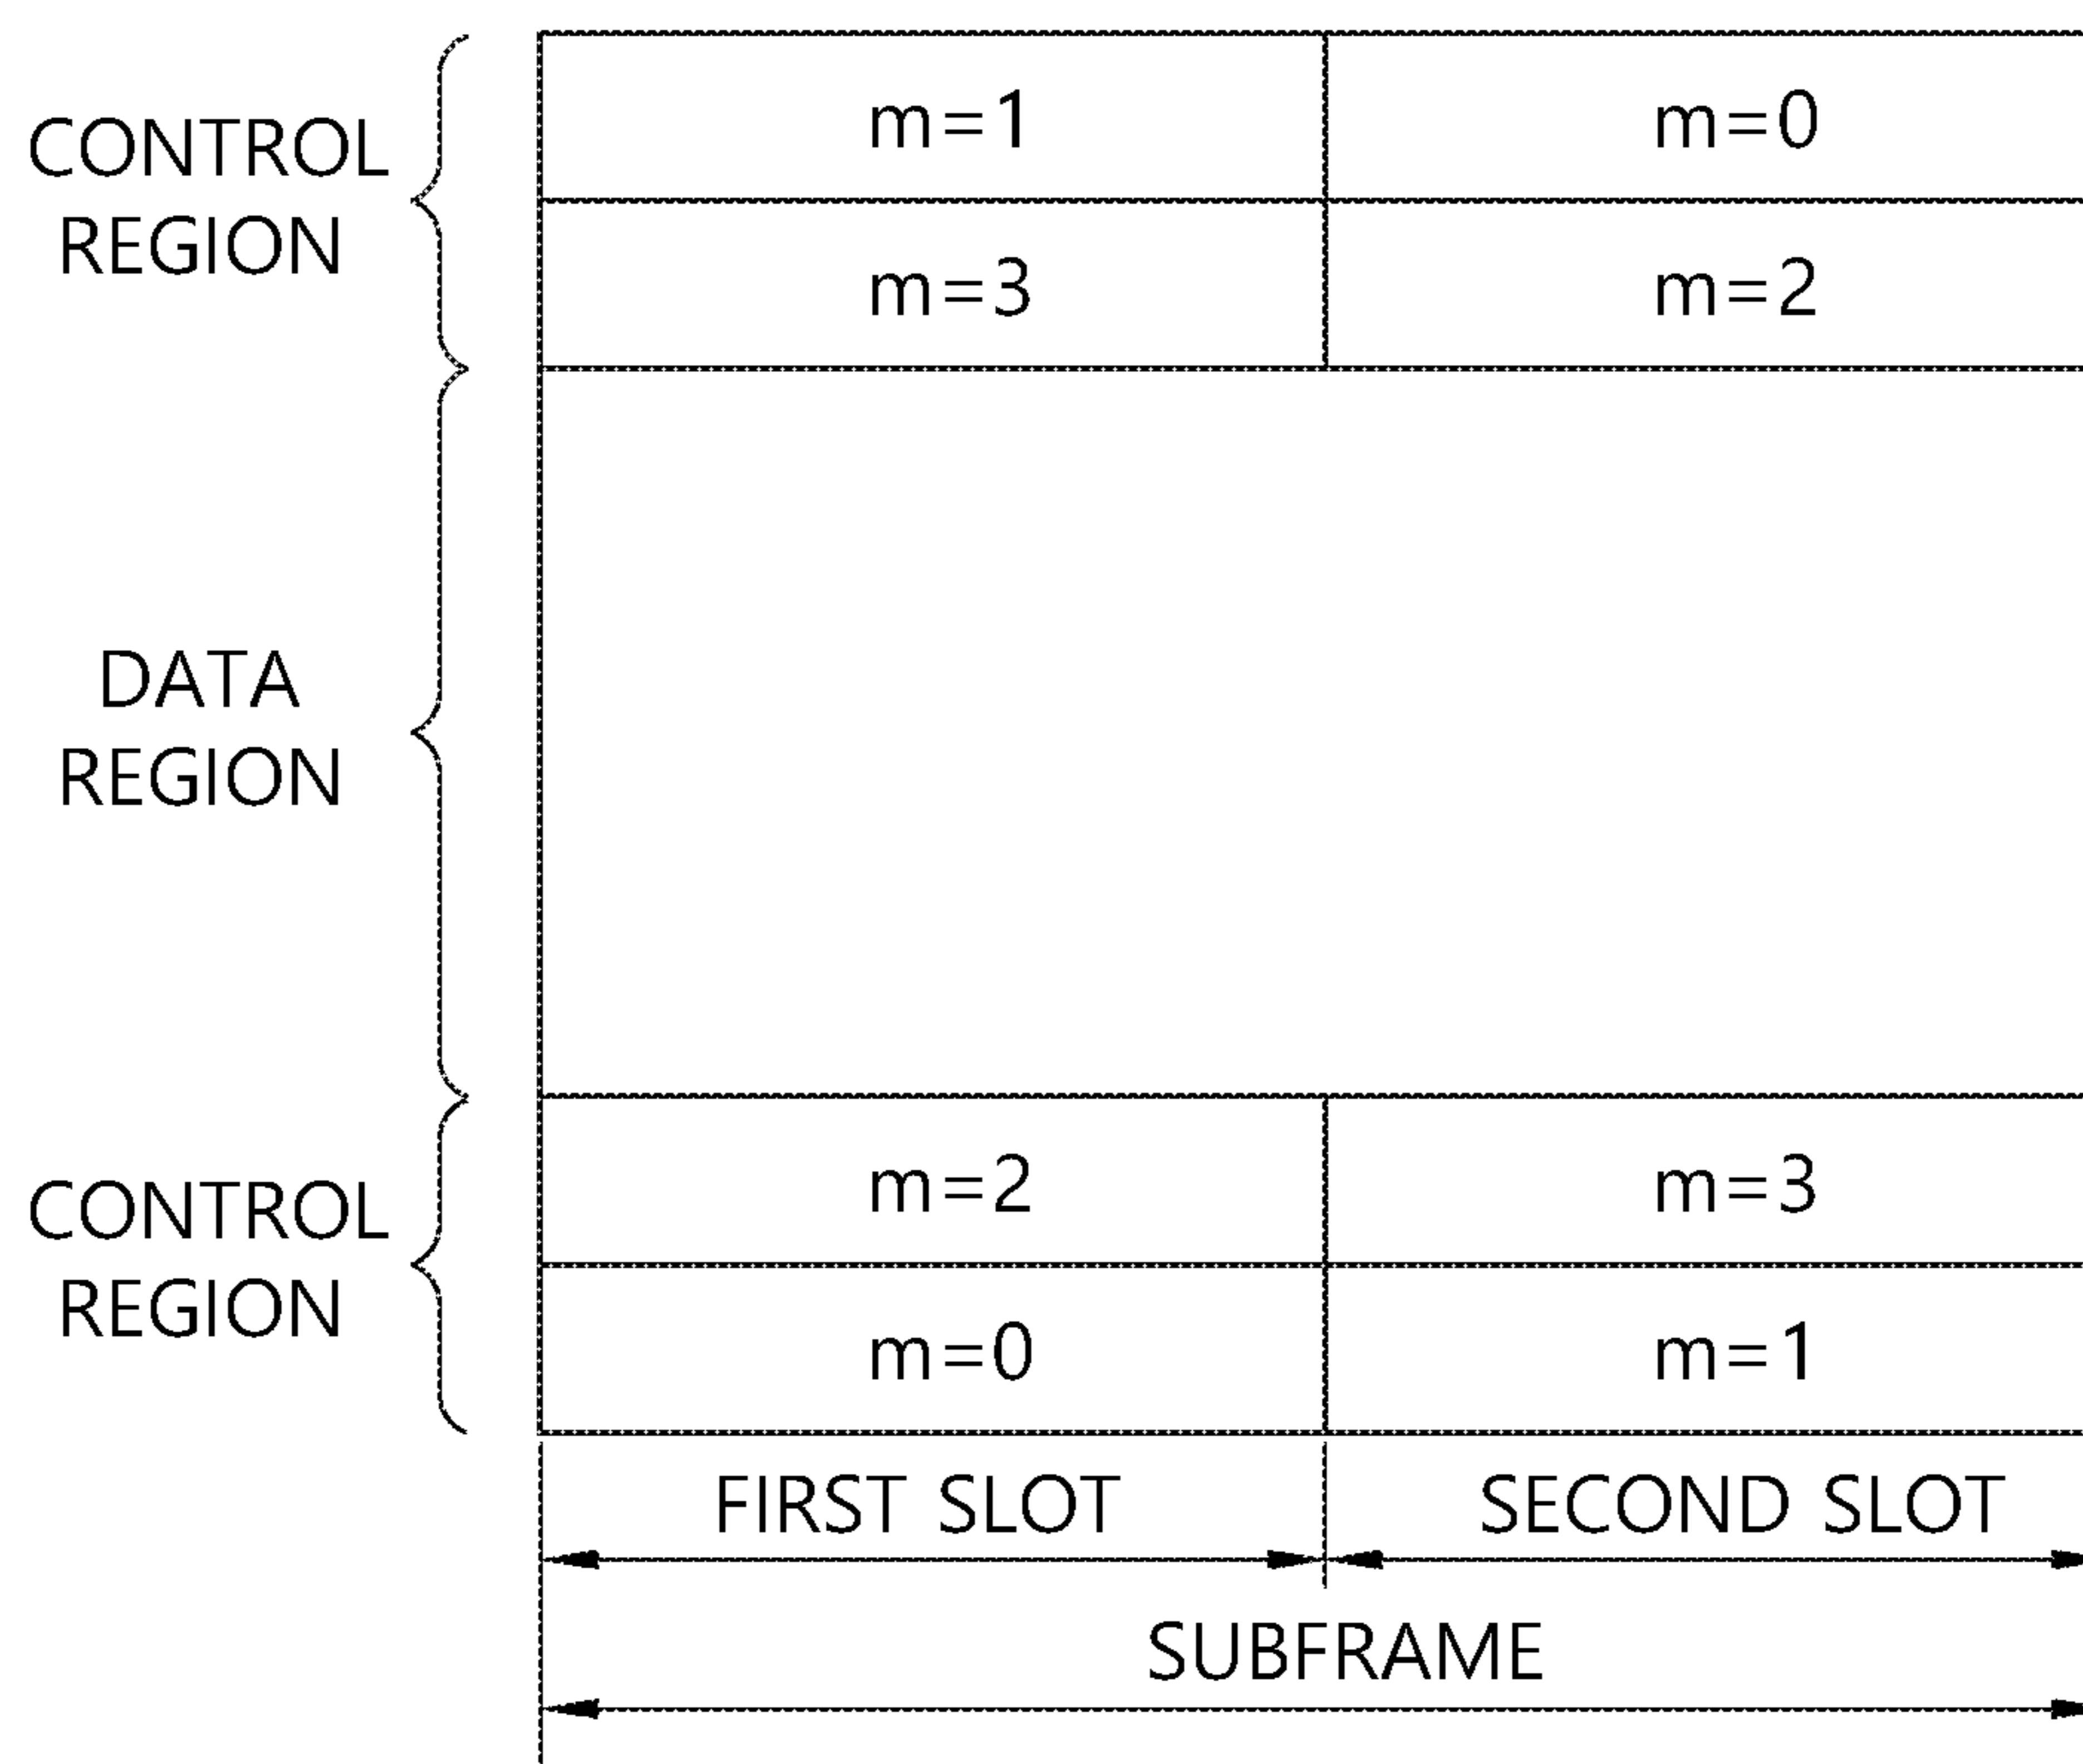 CONTROL
REGION
m=1
m=0
m=3
m=2
DATA
REGION
CONTROL
REGION
m=2
m=3
m=0
m=1
FIRST SLOT
SECOND SLOT
SUBFRAME